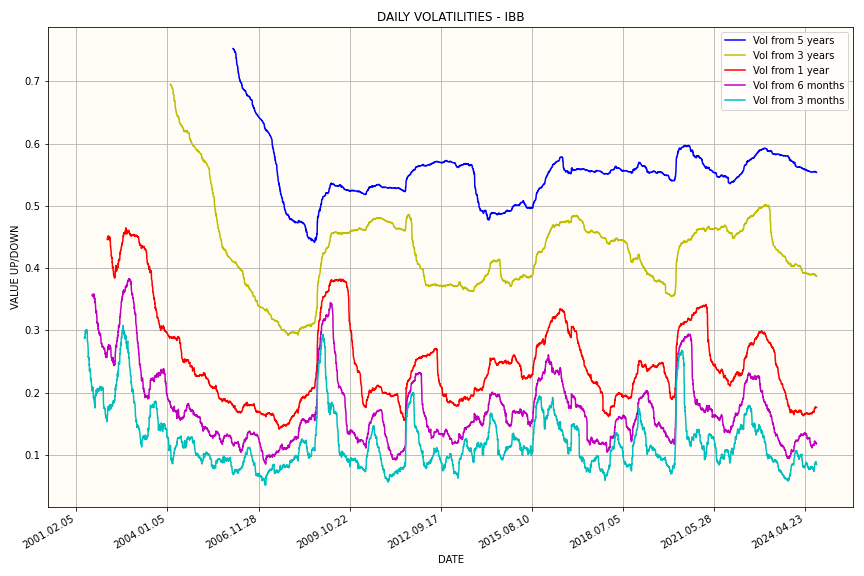 DAILY VOLATILITIES - IBB
Vol from 5 years
Vol from 3 years
Vol from 1 year
Vol from 6 months
Vol from 3 months
VALUE UP/DOWN
0.7
0.6
0.5
0.4
0.3
0.2
0.1
2001.02.05
2004.01.05
2006.11.28
2009.10.22
2012.09.17
2015.08.10
2018.07.05
2021.05.28
2024.04.23
DATE